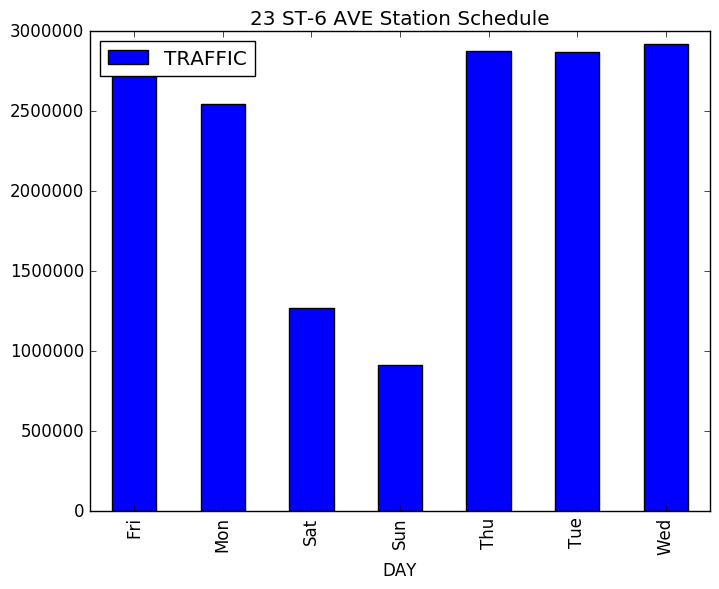 23 ST-6 AVE Station Schedule
TRAFFIC
3000000
2500000
2000000
1500000
1000000
500000
0
Fri
Mon
Sat
Sun
Thu
Tue
Wed
DAY